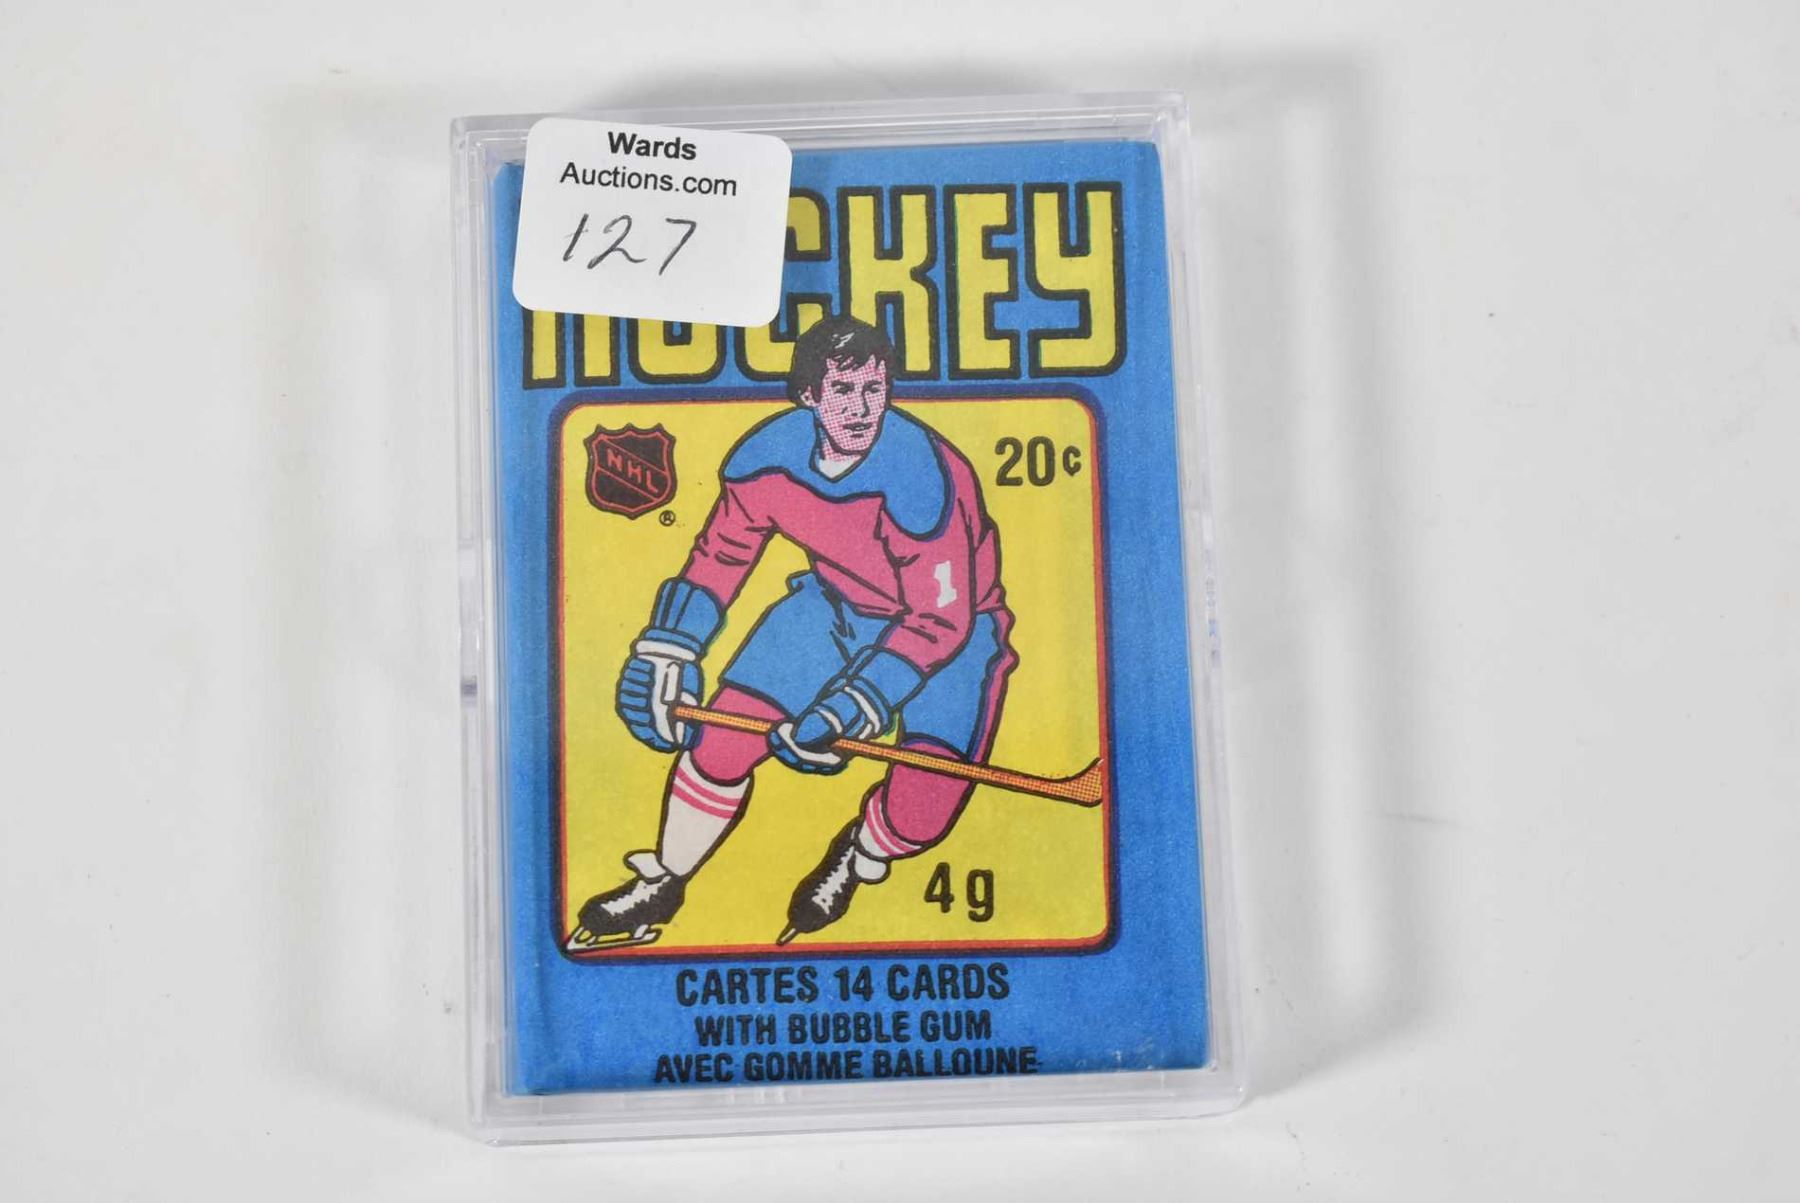 Wards
Auctions.com
127
HOCKEY
NHL
®
20¢
1
4g
CARTES 14 CARDS
WITH BUBBLE GUM
AVEC GOMME BALLOUNE